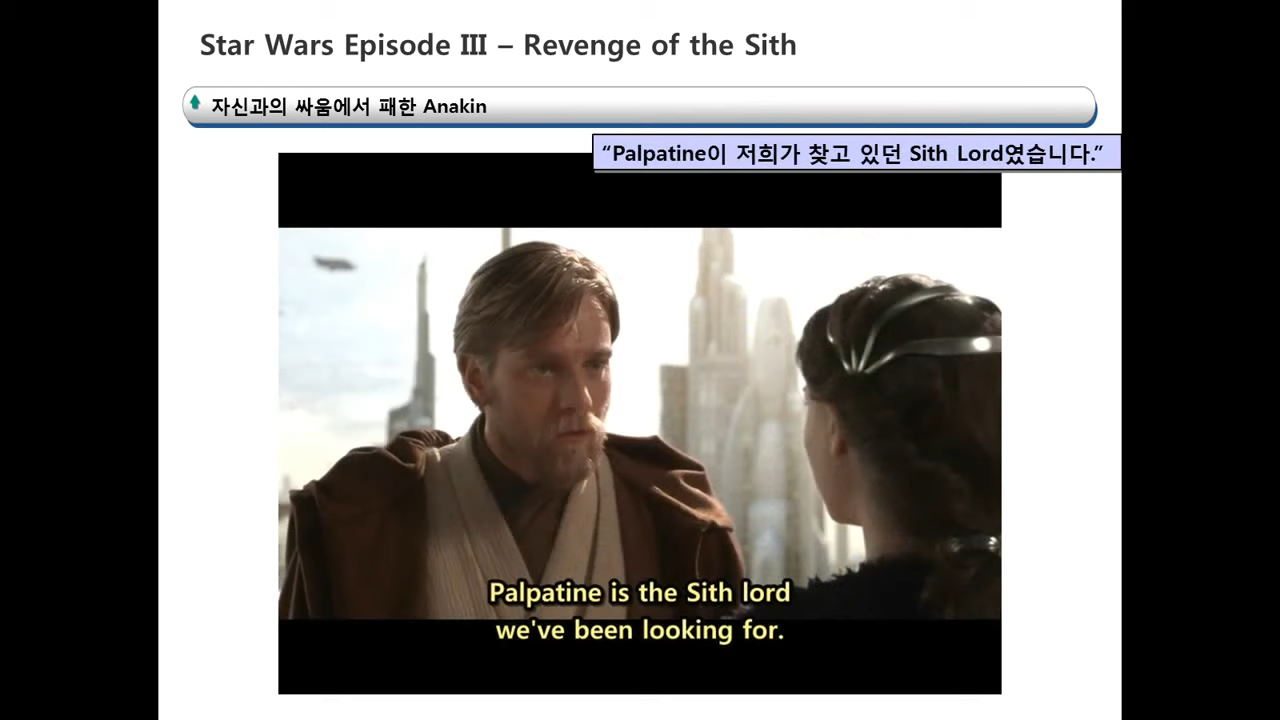 Star Wars Episode III – Revenge of the Sith
자신과의 싸움에서 패한 Anakin
“Palpatine이 저희가 찾고 있던 Sith Lord였습니다.”
Palpatine is the Sith lord
we've been looking for.